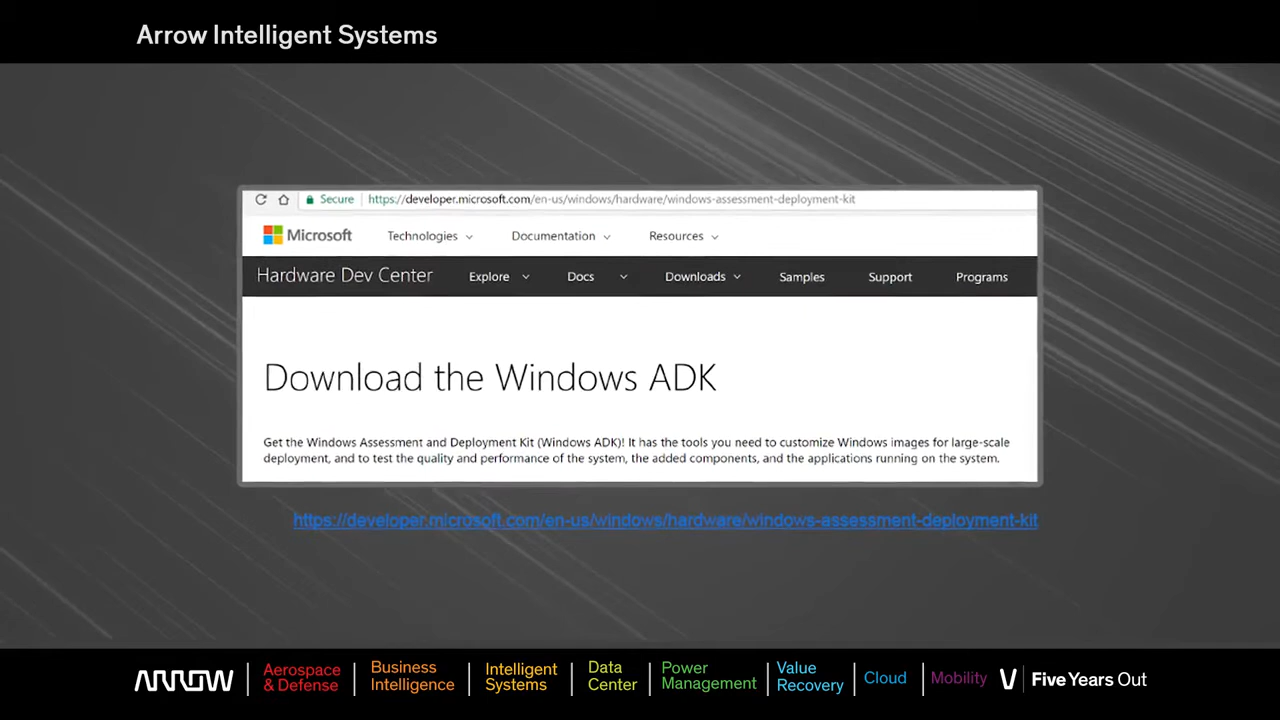 Arrow Intelligent Systems
Secure https://developer.microsoft.com/en-us/windows/hardware/windows-assessment-deployment-kit
Microsoft Technologies Documentation Resources
Hardware Dev Center Explore Docs Downloads Samples Support Programs
Download the Windows ADK
Get the Windows Assessment and Deployment Kit (Windows ADK)! It has the tools you need to customize Windows images for large-scale
deployment, and to test the quality and performance of the system, the added components, and the applications running on the system.
https://developer.microsoft.com/en-us/windows/hardware/windows-assessment-deployment-kit
ARROW
Aerospace
& Defense
Business
Intelligence
Intelligent
Systems
Data
Center
Power
Management
Value
Recovery
Cloud
Mobility
Five Years Out